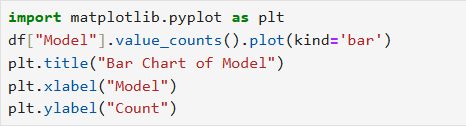 import matplotlib.pyplot as plt
df["Model"].value_counts().plot(kind='bar')
plt.title("Bar Chart of Model")
plt.xlabel("Model")
plt.ylabel("Count")